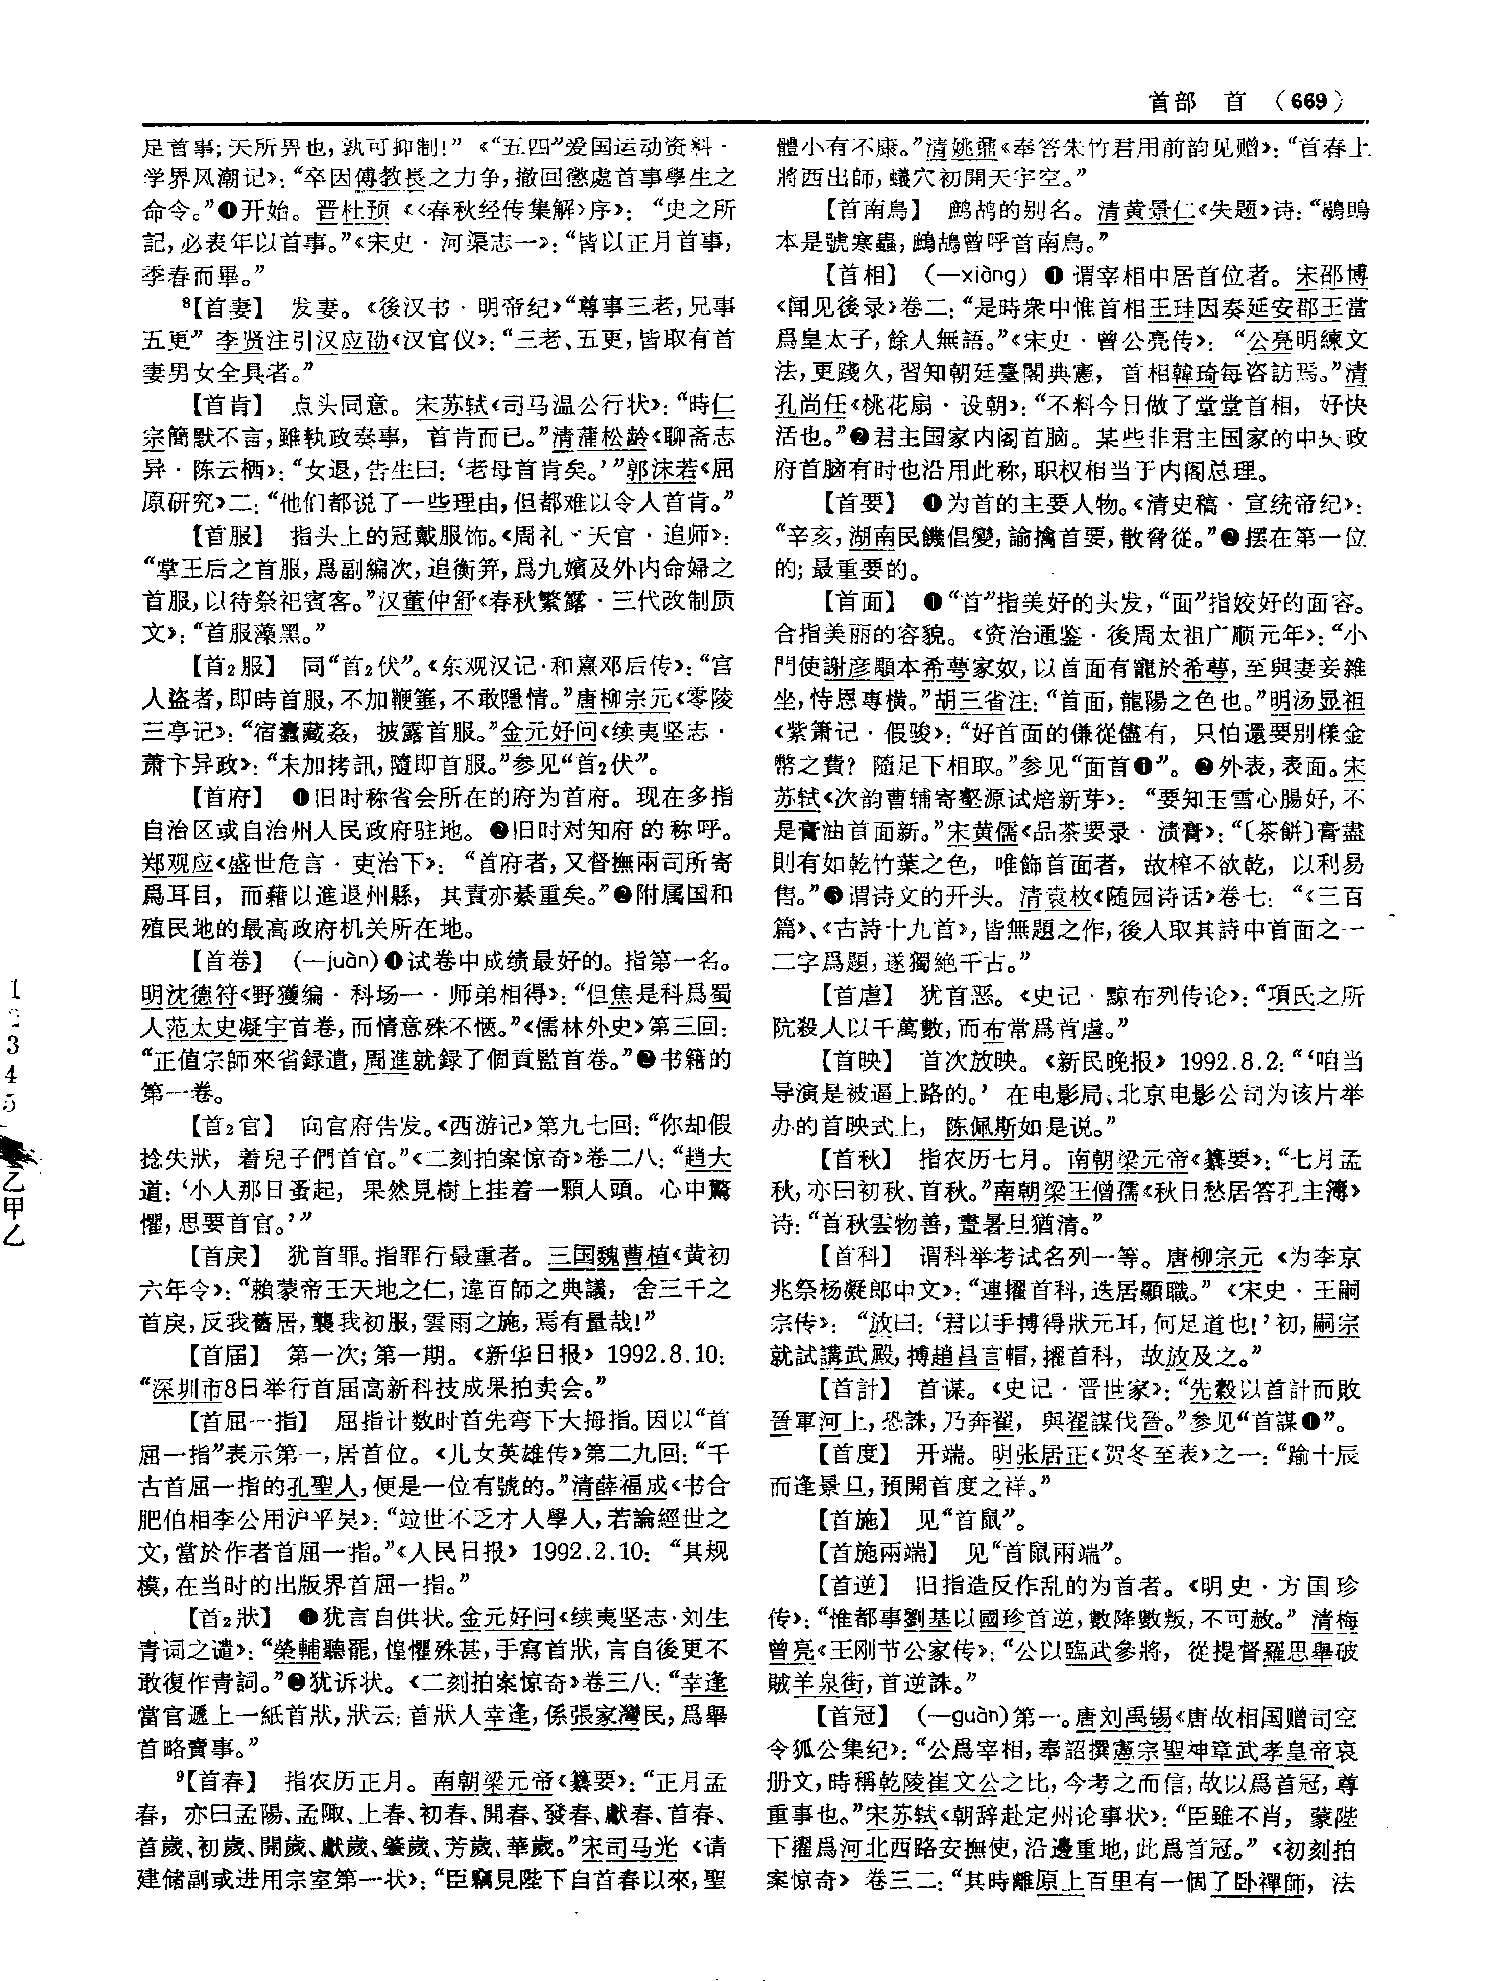 首部 首 (669)
足首事;天所畀也,孰可抑制!”《“五四”爱国运动资料·
学界风潮记》:“卒因傅教長之力争,撤回懲處首事學生之
命令。”❶开始。晋杜预《〈春秋经传集解〉序》:“史之所
記,必表年以首事。”《宋史·河渠志一》:“皆以正月首事,
季春而畢。”
⁸【首妻】 发妻。《後汉书·明帝纪》“尊事三老,兄事
五更” 李贤注引汉应劭《汉官仪》:“三老、五更,皆取有首
妻男女全具者。”
【首肯】 点头同意。宋苏轼《司马温公行状》:“時仁
宗簡默不言,雖執政奏事,首肯而已。”清蒲松龄《聊斋志
异·陈云栖》:“女退,告生曰:‘老母首肯矣。’”郭沫若《屈
原研究》二:“他们都说了一些理由,但都难以令人首肯。”
【首服】 指头上的冠戴服饰。《周礼·天官·追师》:
“掌王后之首服,爲副編次,追衡笄,爲九嬪及外内命婦之
首服,以待祭祀賓客。”汉董仲舒《春秋繁露·三代改制质
文》:“首服藻黑。”
【首₂服】 同“首₂伏”。《东观汉记·和熹邓后传》:“宫
人盜者,即時首服,不加鞭箠,不敢隱情。”唐柳宗元《零陵
三亭记》:“宿蠹藏姦,披露首服。”金元好问《续夷坚志·
萧卞异政》:“未加拷訊,隨即首服。”参见“首₂伏”。
【首府】 ❶旧时称省会所在的府为首府。现在多指
自治区或自治州人民政府驻地。❷旧时对知府的称呼。
郑观应《盛世危言·吏治下》:“首府者,又督撫兩司所寄
爲耳目,而藉以進退州縣,其責亦綦重矣。”❷附属国和
殖民地的最高政府机关所在地。
【首卷】 (一juàn)❶试卷中成绩最好的。指第一名。
明沈德符《野獲编·科场一·师弟相得》:“但焦是科爲蜀
人范太史凝宇首卷,而情意殊不愜。”《儒林外史》第三回:
“正值宗師來省録遺,周進就録了個貢監首卷。”❷书籍的
第一卷。
【首₂官】 向官府告发。《西游记》第九七回:“你却假
捻失狀,着兒子們首官。”《二刻拍案惊奇》卷二八:“趙大
道:‘小人那日蚤起,果然見樹上挂着一顆人頭。心中驚
懼,思要首官。’”
【首戾】 犹首罪。指罪行最重者。三国魏曹植《黄初
六年令》:“賴蒙帝王天地之仁,違百師之典議,舍三千之
首戾,反我舊居,襲我初服,雲雨之施,焉有量哉!”
【首届】 第一次;第一期。《新华日报》1992.8.10:
“深圳市8日举行首届高新科技成果拍卖会。”
【首屈一指】 屈指计数时首先弯下大拇指。因以“首
屈一指”表示第一,居首位。《儿女英雄传》第二九回:“千
古首屈一指的孔聖人,便是一位有號的。”清薛福成《书合
肥伯相李公用沪平吴》:“竝世不乏才人學人,若論經世之
文,當於作者首屈一指。”《人民日报》1992.2.10:“其规
模,在当时的出版界首屈一指。”
【首₂狀】 ❶犹言自供状。金元好问《续夷坚志·刘生
青词之谴》:“榮輔聽罷,惶懼殊甚,手寫首狀,言自後更不
敢復作青詞。”❷犹诉状。《二刻拍案惊奇》卷三八:“幸逢
當官遞上一紙首狀,狀云:首狀人幸逢,係張家灣民,爲舉
首略賣事。”
⁹【首春】 指农历正月。南朝梁元帝《纂要》:“正月孟
春,亦曰孟陽、孟陬、上春、初春、開春、發春、獻春、首春、
首歲、初歲、開歲、獻歲、肇歲、芳歲、華歲。”宋司马光《请
建储副或进用宗室第一状》:“臣竊見陛下自首春以來,聖
體小有不康。”清姚鼐《奉答朱竹君用前韵见赠》:“首春上
將西出師,蟻穴初開天宇空。”
【首南鳥】 鹧鸪的别名。清黄景仁《失题》诗:“鶡鴠
本是號寒蟲,鷓鴣曾呼首南鳥。”
【首相】 (一xiàng) ❶谓宰相中居首位者。宋邵博
《闻见後录》卷二:“是時衆中惟首相王珪因奏延安郡王當
爲皇太子,餘人無語。”《宋史·曾公亮传》:“公亮明練文
法,更踐久,習知朝廷臺閣典憲,首相韓琦每咨訪焉。”清
孔尚任《桃花扇·设朝》:“不料今日做了堂堂首相,好快
活也。”❷君主国家内阁首脑。某些非君主国家的中央政
府首脑有时也沿用此称,职权相当于内阁总理。
【首要】 ❶为首的主要人物。《清史稿·宣统帝纪》:
“辛亥,湖南民饑倡變,諭擒首要,散脅從。”❷摆在第一位
的;最重要的。
【首面】 ❶“首”指美好的头发,“面”指姣好的面容。
合指美丽的容貌。《资治通鉴·後周太祖广顺元年》:“小
門使謝彦顒本希萼家奴,以首面有寵於希萼,至與妻妾雜
坐,恃恩專横。”胡三省注:“首面,龍陽之色也。”明汤显祖
《紫箫记·假骏》:“好首面的傔從儘有,只怕還要别様金
幣之費?隨足下相取。”参见“面首❶”。❷外表,表面。宋
苏轼《次韵曹辅寄壑源试焙新芽》:“要知玉雪心腸好,不
是膏油首面新。”宋黄儒《品茶要录·渍膏》:“〔茶餅〕膏盡
則有如乾竹葉之色,唯飾首面者,故榨不欲乾,以利易
售。”❸谓诗文的开头。清袁枚《随园诗话》卷七:“《三百
篇》、《古詩十九首》,皆無題之作,後人取其詩中首面之一
二字爲題,遂獨絶千古。”
【首虐】 犹首恶。《史记·黥布列传论》:“項氏之所
阬殺人以千萬數,而布常爲首虐。”
【首映】 首次放映。《新民晚报》1992.8.2:“‘咱当
导演是被逼上路的。’在电影局、北京电影公司为该片举
办的首映式上,陈佩斯如是说。”
【首秋】 指农历七月。南朝梁元帝《纂要》:“七月孟
秋,亦曰初秋、首秋。”南朝梁王僧孺《秋日愁居答孔主簿》
诗:“首秋雲物善,晝暑旦猶清。”
【首科】 谓科举考试名列一等。唐柳宗元《为李京
兆祭杨凝郎中文》:“連擢首科,迭居顯職。”《宋史·王嗣
宗传》:“放曰:‘君以手搏得狀元耳,何足道也!’初,嗣宗
就試講武殿,搏趙昌言帽,擢首科,故放及之。”
【首計】 首谋。《史记·晋世家》:“先縠以首計而敗
晉軍河上,恐誅,乃奔翟,與翟謀伐晉。”参见“首謀❶”。
【首度】 开端。明张居正《贺冬至表》之一:“踰十辰
而逢景旦,預開首度之祥。”
【首施】 见“首鼠”。
【首施兩端】 见“首鼠兩端”。
【首逆】 旧指造反作乱的为首者。《明史·方国珍
传》:“惟都事劉基以國珍首逆,數降數叛,不可赦。”清梅
曾亮《王刚节公家传》:“公以臨武參將,從提督羅思舉破
賊羊泉街,首逆誅。”
【首冠】 (一guàn)第一。唐刘禹锡《唐故相国赠司空
令狐公集纪》:“公爲宰相,奉詔撰憲宗聖神章武孝皇帝哀
册文,時稱乾陵崔文公之比,今考之而信,故以爲首冠,尊
重事也。”宋苏轼《朝辞赴定州论事状》:“臣雖不肖,蒙陛
下擢爲河北西路安撫使,沿邊重地,此爲首冠。”《初刻拍
案惊奇》卷三二:“其時離原上百里有一個了卧禪師,法
1
2
3
4
5
乙
甲
乙